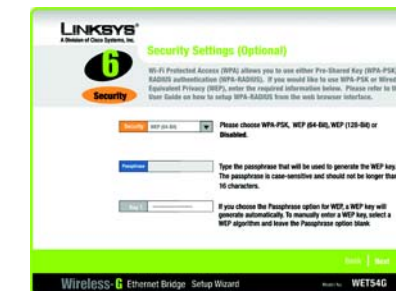 LINKSYS®
A Division of Cisco Systems, Inc.
6
Security
Security Settings (Optional)
Wi-Fi Protected Access (WPA) allows you to use either Pre-Shared Key (WPA-PSK)
RADIUS authentication (WPA-RADIUS). If you would like to use WPA-PSK or Wired
Equivalent Privacy (WEP), enter the required information below. Please refer to the
User Guide on how to setup WPA-RADIUS from the web browser interface.
Security WEP (64-Bit) Please choose WPA-PSK, WEP (64-Bit), WEP (128-Bit) or
Disabled.
Passphrase Type the passphrase that will be used to generate the WEP key.
The passphrase is case-sensitive and should not be longer than
16 characters.
Key 1 If you choose the Passphrase option for WEP, a WEP key will
generate automatically. To manually enter a WEP key, select a
WEP algorithm and leave the Passphrase option blank
Next
Wireless-G Ethernet Bridge Setup Wizard Model No. WET54G